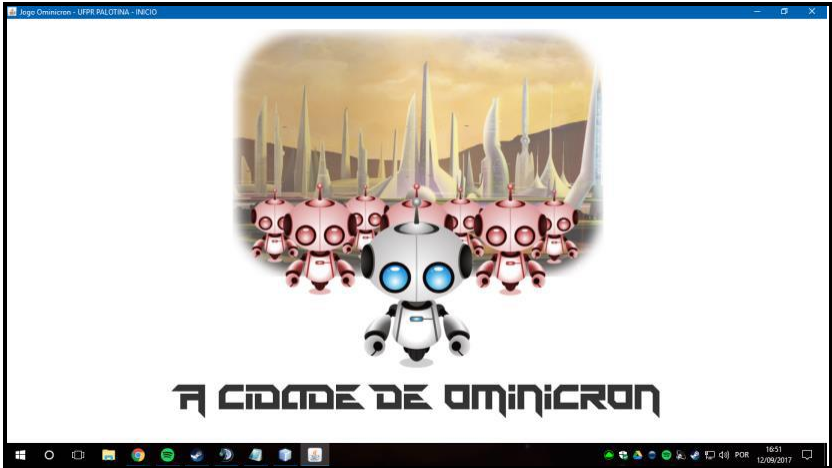 Jogo Ominicron - UFPR PALOTINA - INICIO
A CIDADE DE OMINICRON
POR
16:51
12/09/2017